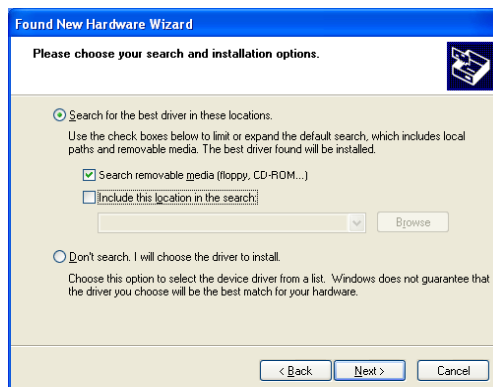 Found New Hardware Wizard
Please choose your search and installation options.
Search for the best driver in these locations.
Use the check boxes below to limit or expand the default search, which includes local
paths and removable media. The best driver found will be installed.
Search removable media (floppy, CD-ROM...)
Include this location in the search:
Browse
Don't search. I will choose the driver to install.
Choose this option to select the device driver from a list. Windows does not guarantee that
the driver you choose will be the best match for your hardware.
< Back
Next >
Cancel